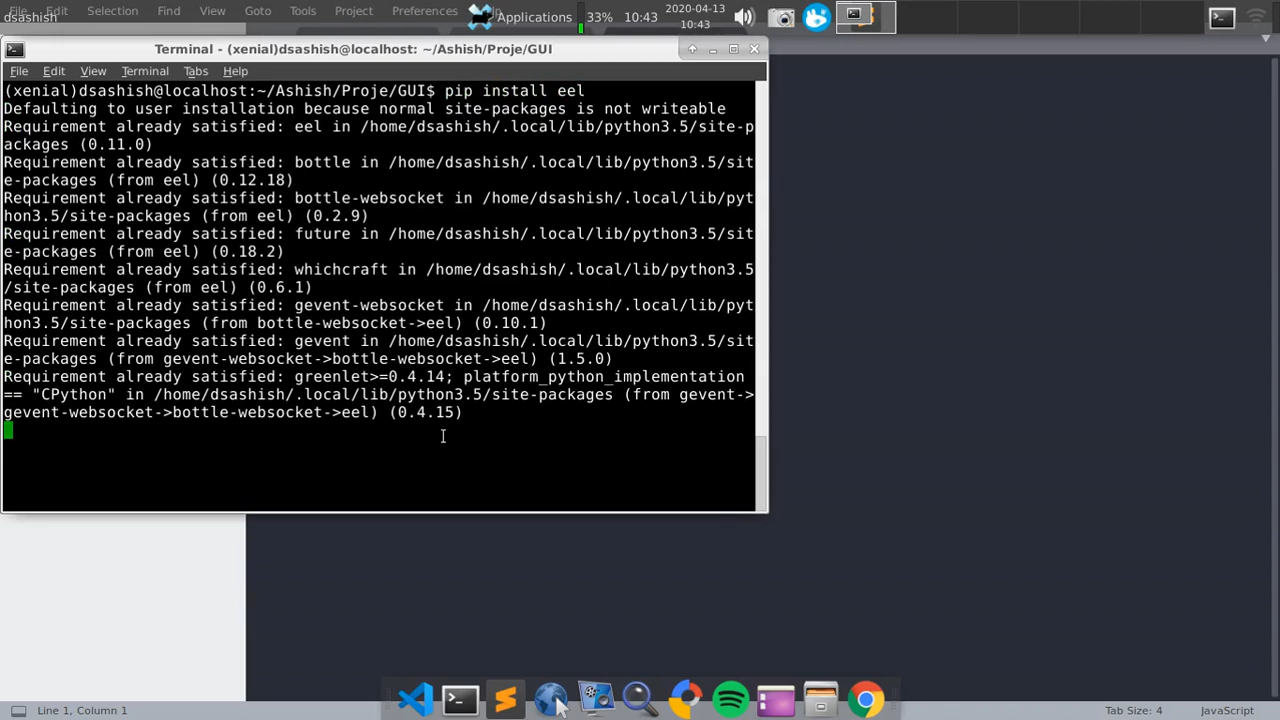 dsashish
File Edit Selection Find View Goto Tools Project Preferences
Applications 33% 10:43 2020-04-13
10:43
Terminal - (xenial)dsashish@localhost: ~/Ashish/Proje/GUI
File Edit View Terminal Tabs Help
(xenial)dsashish@localhost:~/Ashish/Proje/GUI$ pip install eel
Defaulting to user installation because normal site-packages is not writeable
Requirement already satisfied: eel in /home/dsashish/.local/lib/python3.5/site-p
ackages (0.11.0)
Requirement already satisfied: bottle in /home/dsashish/.local/lib/python3.5/sit
e-packages (from eel) (0.12.18)
Requirement already satisfied: bottle-websocket in /home/dsashish/.local/lib/pyt
hon3.5/site-packages (from eel) (0.2.9)
Requirement already satisfied: future in /home/dsashish/.local/lib/python3.5/sit
e-packages (from eel) (0.18.2)
Requirement already satisfied: whichcraft in /home/dsashish/.local/lib/python3.5
/site-packages (from eel) (0.6.1)
Requirement already satisfied: gevent-websocket in /home/dsashish/.local/lib/pyt
hon3.5/site-packages (from bottle-websocket->eel) (0.10.1)
Requirement already satisfied: gevent in /home/dsashish/.local/lib/python3.5/sit
e-packages (from gevent-websocket->bottle-websocket->eel) (1.5.0)
Requirement already satisfied: greenlet>=0.4.14; platform_python_implementation
== "CPython" in /home/dsashish/.local/lib/python3.5/site-packages (from gevent->
gevent-websocket->bottle-websocket->eel) (0.4.15)
Line 1, Column 1 Tab Size: 4 JavaScript